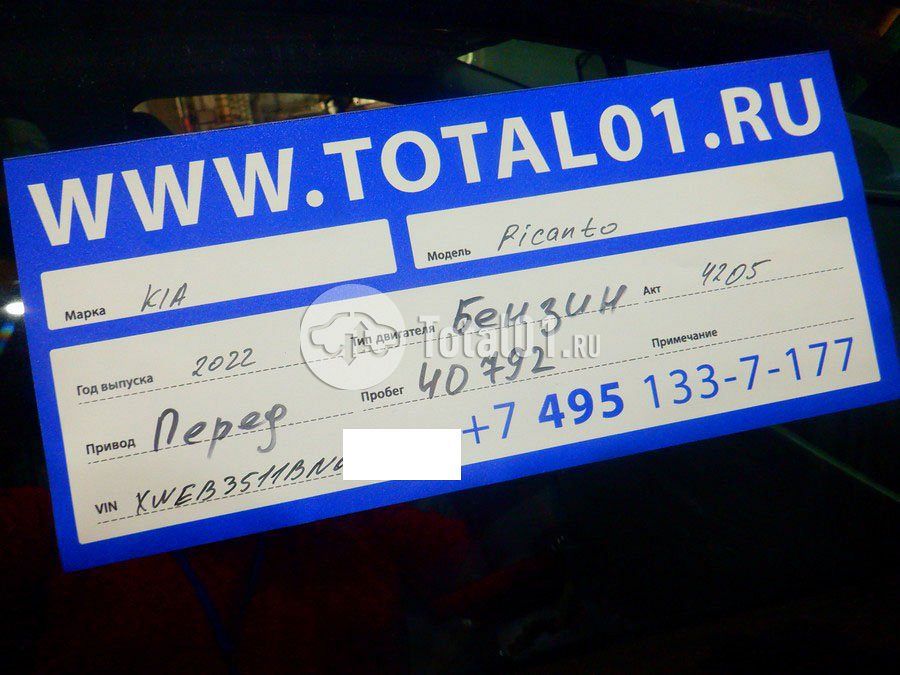 WWW.TOTAL01.RU
Марка KIA Модель Picanto
Год выпуска 2022 Тип двигателя Бензин Акт 4205
Total01.RU
Привод Перед Пробег 40792 Примечание
+7 495 133-7-177
VIN XWEB3511BN